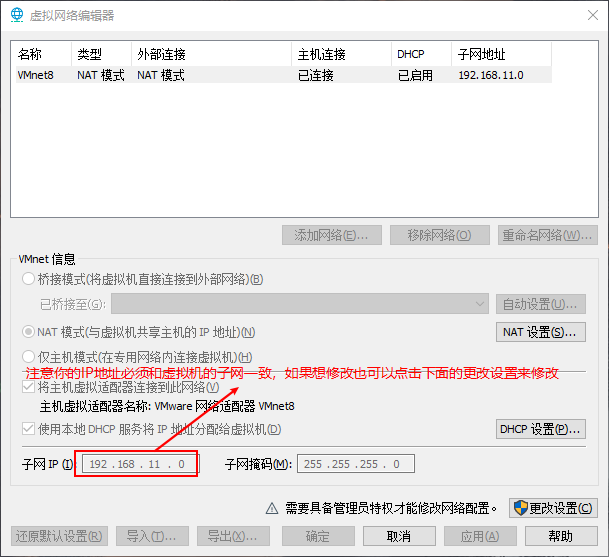 虚拟网络编辑器
名称 类型 外部连接 主机连接 DHCP 子网地址
VMnet8 NAT 模式 NAT 模式 已连接 已启用 192.168.11.0
添加网络(E)... 移除网络(O) 重命名网络(W)...
VMnet 信息
桥接模式(将虚拟机直接连接到外部网络)(B)
已桥接至(G): 自动设置(U)...
NAT 模式(与虚拟机共享主机的 IP 地址)(N) NAT 设置(S)...
仅主机模式(在专用网络内连接虚拟机)(H)
注意你的IP地址必须和虚拟机的子网一致，如果想修改也可以点击下面的更改设置来修改
将主机虚拟适配器连接到此网络(V)
主机虚拟适配器名称: VMware 网络适配器 VMnet8
使用本地 DHCP 服务将 IP 地址分配给虚拟机(D) DHCP 设置(P)...
子网 IP (I): 192 . 168 . 11 . 0 子网掩码(M): 255 . 255 . 255 . 0
需要具备管理员特权才能修改网络配置。 更改设置(C)
还原默认设置(R) 导入(T)... 导出(X)... 确定 取消 应用(A) 帮助